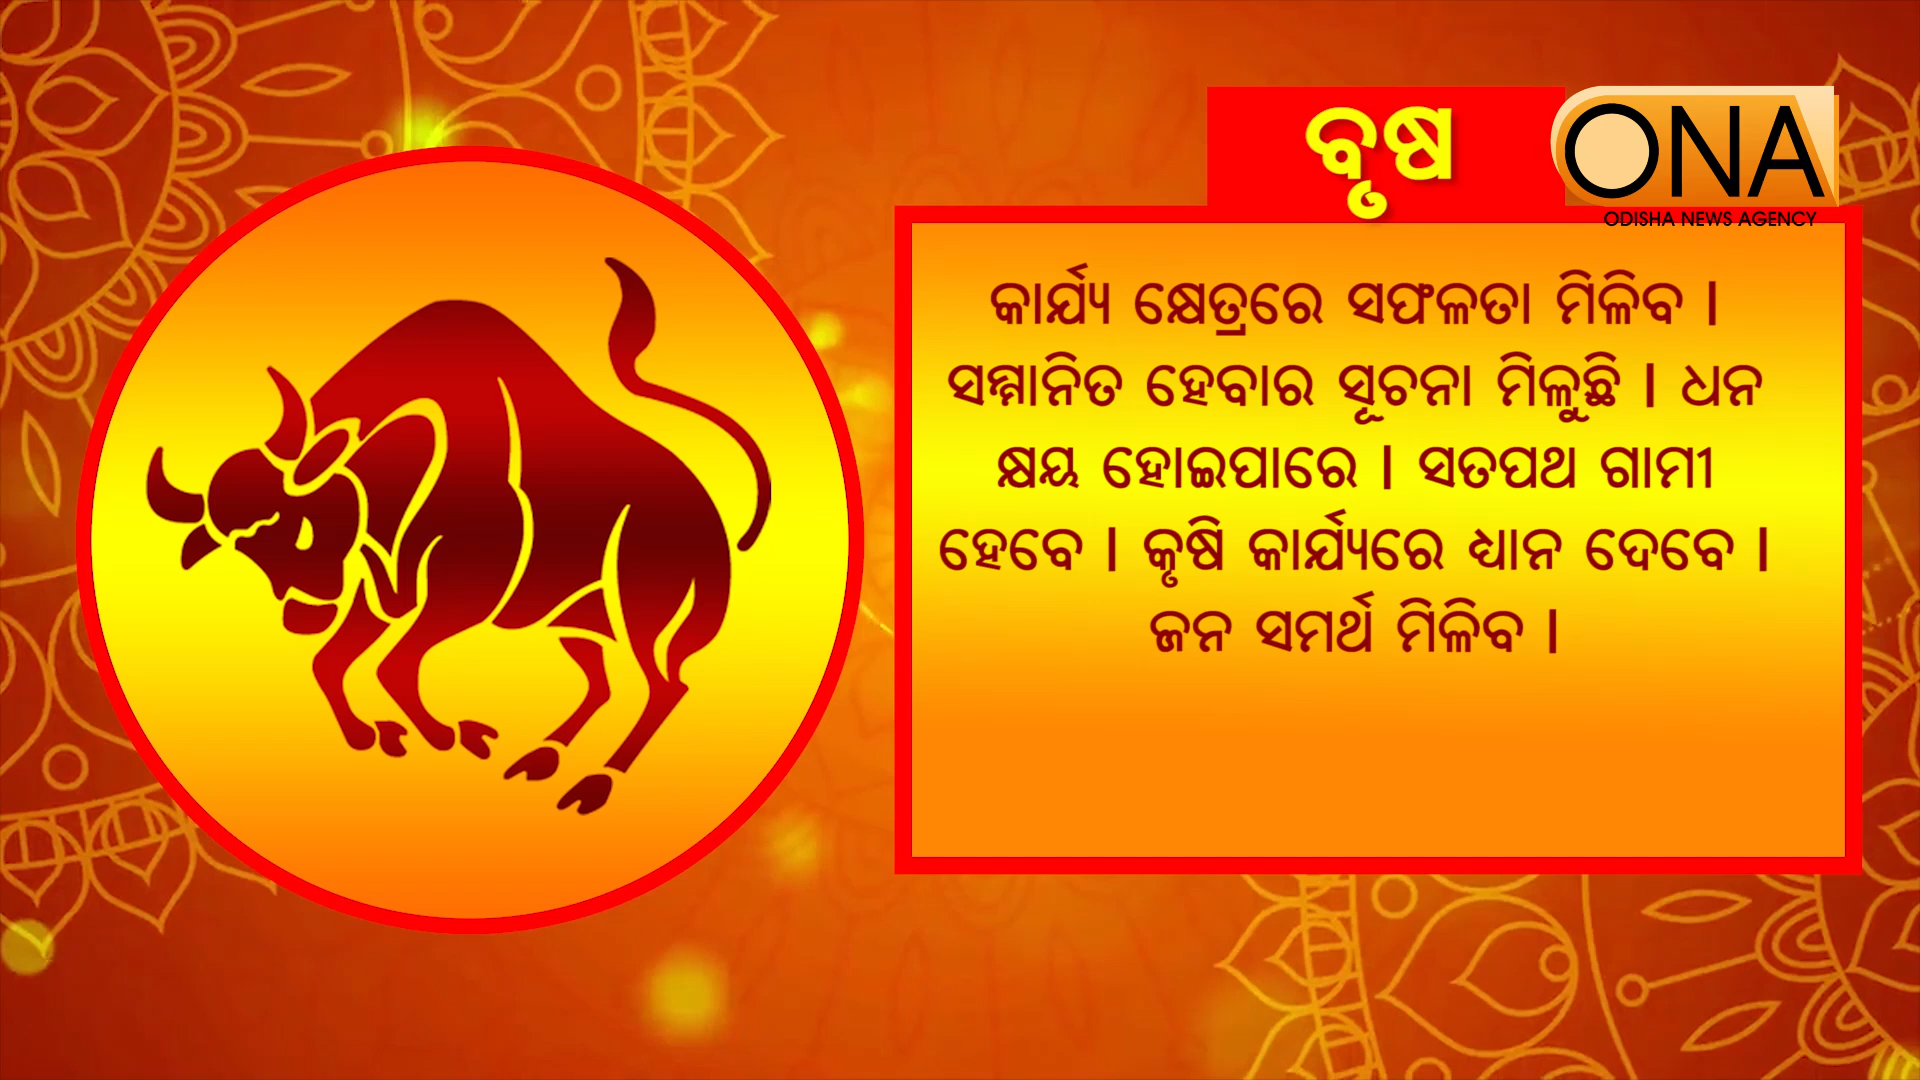 ବୃଷ
ONA
ODISHA NEWS AGENCY
କାର୍ଯ୍ୟ କ୍ଷେତ୍ରରେ ସଫଳତା ମିଳିବ |
ସମ୍ମାନିତ ହେବାର ସୂଚନା ମିଳୁଛି | ଧନ
କ୍ଷୟ ହୋଇପାରେ | ସତପଥ ଗାମୀ
ହେବେ | କୃଷି କାର୍ଯ୍ୟରେ ଧ୍ୟାନ ଦେବେ |
ଜନ ସମର୍ଥ ମିଳିବ |